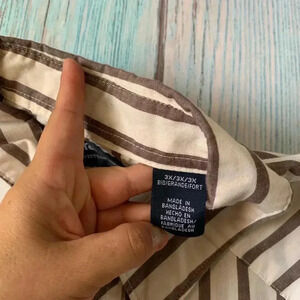 3X/3X/3X
BIG/GRANDE/FORT
MADE IN
BANGLADESH
HECHO EN
BANGLADESH/
FABRIQUÉ AU
BANGLADESH